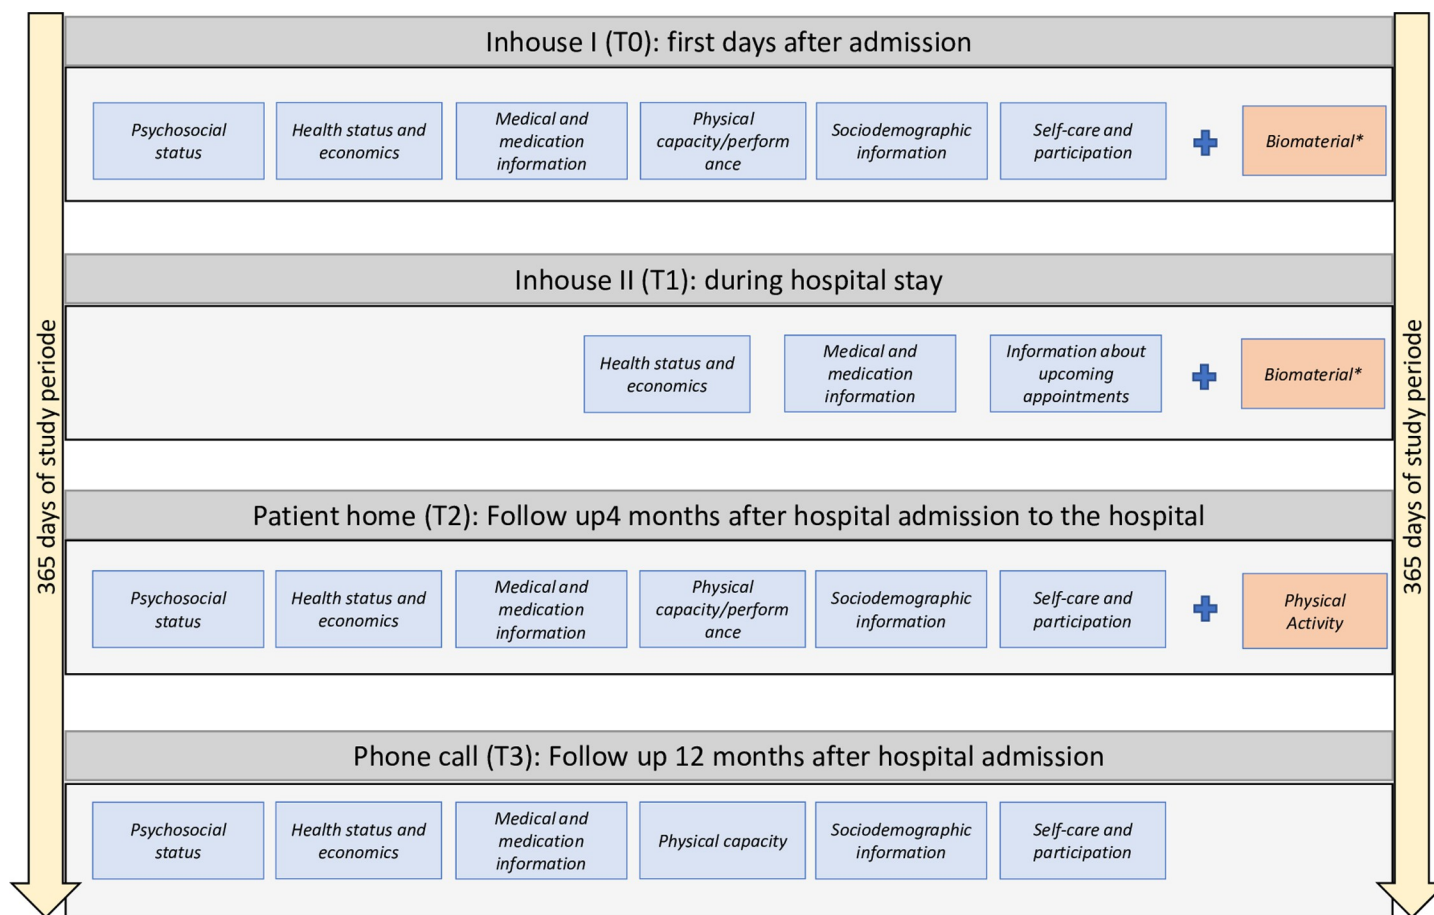 Inhouse I (T0): first days after admission
Psychosocial
status
Health status and
economics
Medical and
medication
information
Physical
capacity/perform
ance
Sociodemographic
information
Self-care and
participation
Biomaterial*
Inhouse II (T1): during hospital stay
Health status and
economics
Medical and
medication
information
Information about
upcoming
appointments
Biomaterial*
365 days of study periode
365 days of study periode
Patient home (T2): Follow up4 months after hospital admission to the hospital
Psychosocial
status
Health status and
economics
Medical and
medication
information
Physical
capacity/perform
ance
Sociodemographic
information
Self-care and
participation
Physical
Activity
Phone call (T3): Follow up 12 months after hospital admission
Psychosocial
status
Health status and
economics
Medical and
medication
information
Physical capacity
Sociodemographic
information
Self-care and
participation